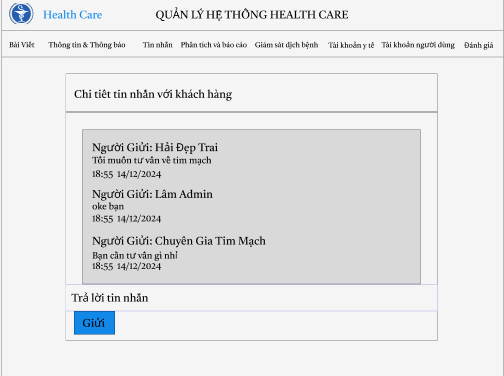 Health Care
QUẢN LÝ HỆ THỐNG HEALTH CARE
Bài Viết Thông tin & Thông báo Tin nhắn Phân tích và báo cáo Giám sát dịch bệnh Tài khoản y tế Tài khoản người dùng Đánh giá
Chi tiết tin nhắn với khách hàng
Người Giửi: Hải Đẹp Trai
Tôi muốn tư vấn về tim mạch
18:55 14/12/2024
Người Giửi: Lâm Admin
oke bạn
18:55 14/12/2024
Người Giửi: Chuyên Gia Tim Mạch
Bạn cần tư vấn gì nhỉ
18:55 14/12/2024
Trả lời tin nhắn
Giửi